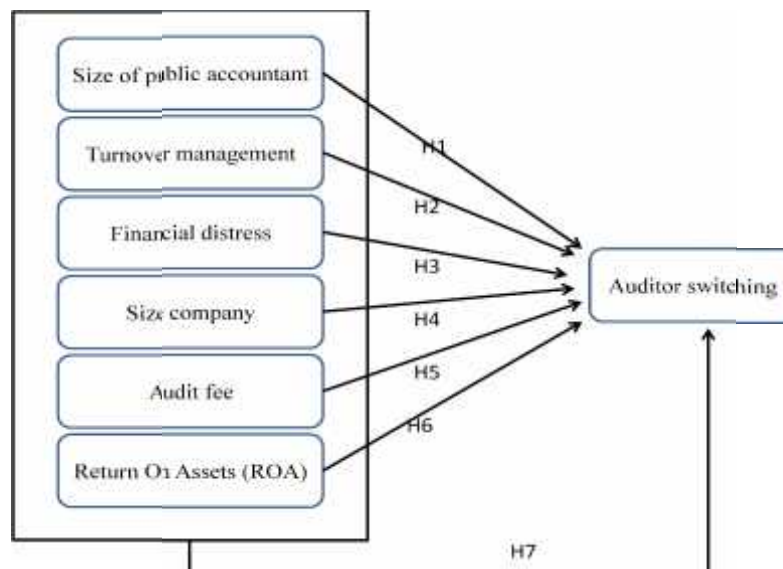 Size of public accountant
H1
Turnover management
H2
Financial distress
H3
Auditor switching
Size company
H4
Audit fee
H5
H6
Return On Assets (ROA)
H7